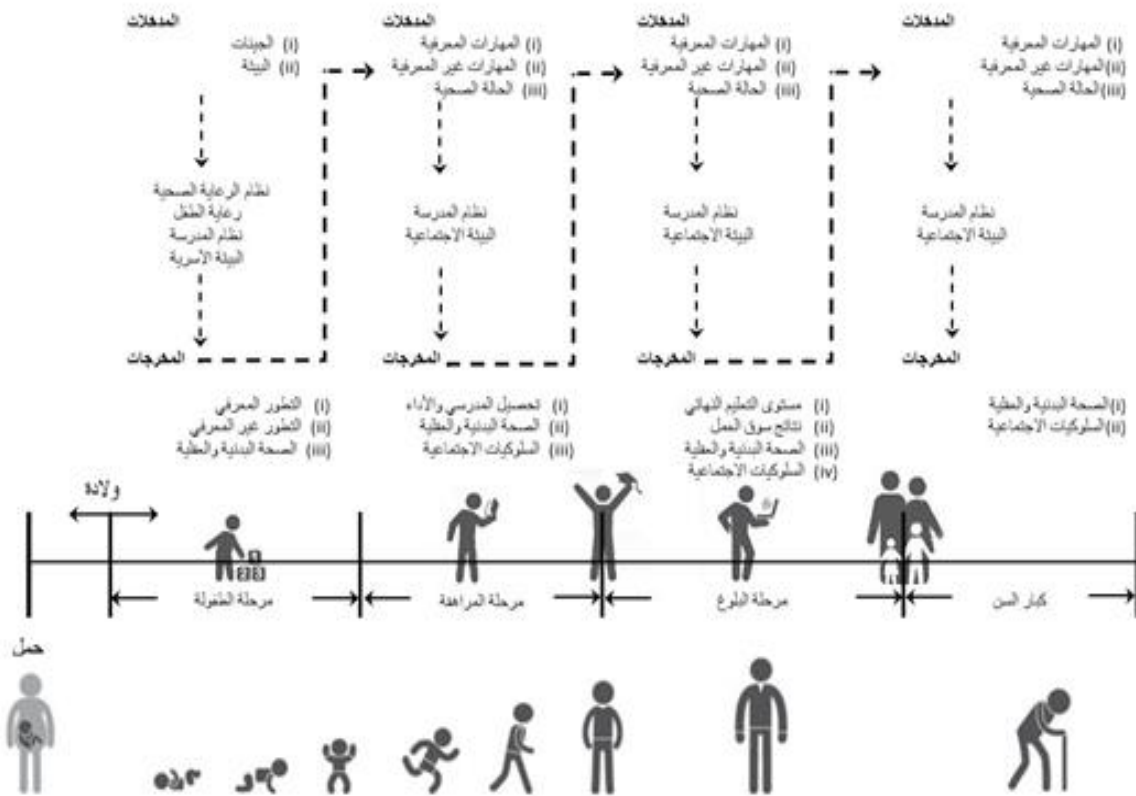 المدخلات
(i) الجينات
(ii) البيئة
نظام الرعاية الصحية
رعاية الطفل
نظام المدرسة
البيئة الأسرية
المخرجات
(i) التطور المعرفي
(ii) التطور غير المعرفي
(iii) الصحة البدنية والعقلية
المدخلات
(i) المهارات المعرفية
(ii) المهارات غير المعرفية
(iii) الحالة الصحية
نظام المدرسة
البيئة الاجتماعية
المخرجات
(i) تحصيل المدرسي والأداء
(ii) الصحة البدنية والعقلية
(iii) السلوكيات الاجتماعية
المدخلات
(i) المهارات المعرفية
(ii) المهارات غير المعرفية
(iii) الحالة الصحية
نظام المدرسة
البيئة الاجتماعية
المخرجات
(i) مستوى التعليم النهائي
(ii) نتائج سوق العمل
(iii) الصحة البدنية والعقلية
(iv) السلوكيات الاجتماعية
المدخلات
(i) المهارات المعرفية
(ii) المهارات غير المعرفية
(iii) الحالة الصحية
نظام المدرسة
البيئة الاجتماعية
المخرجات
(i) الصحة البدنية والعقلية
(ii) السلوكيات الاجتماعية
ولادة
مرحلة الطفولة
مرحلة المراهقة
مرحلة البلوغ
كبار السن
حمل